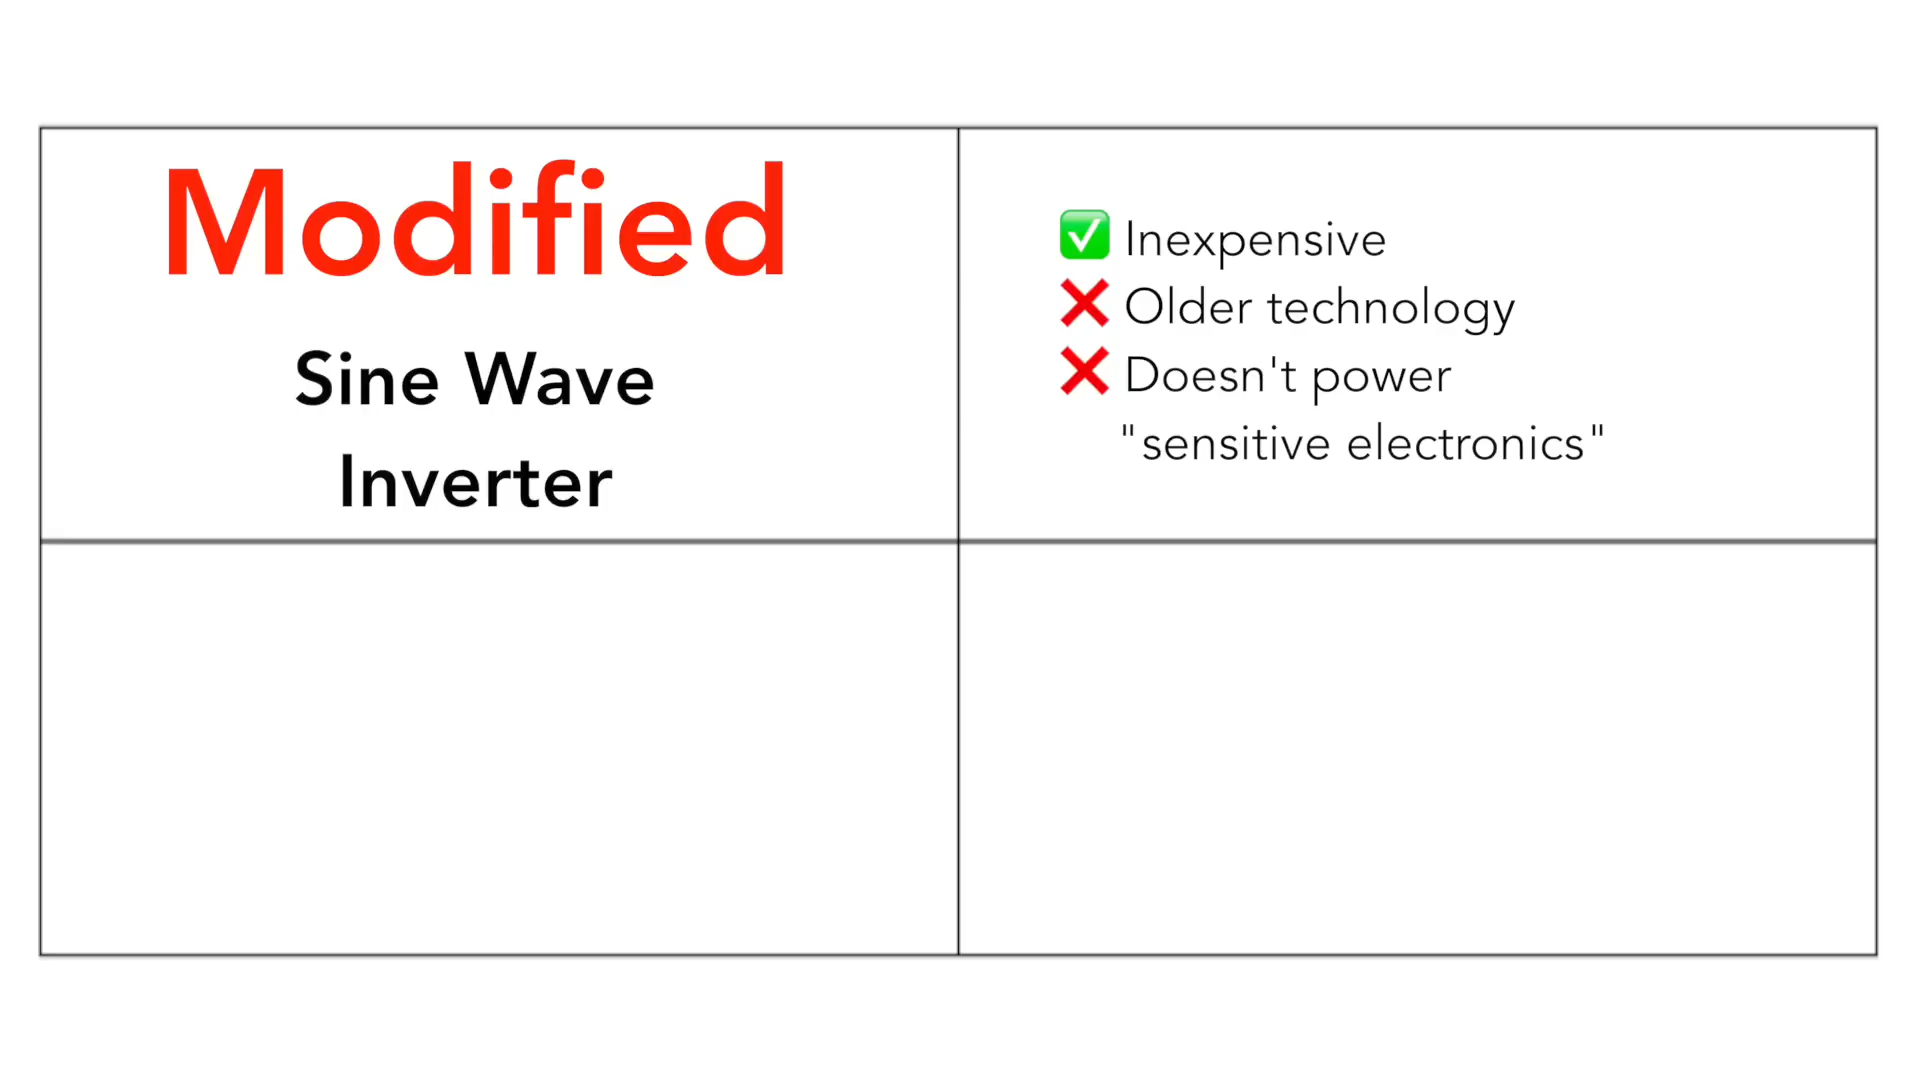 Modified
Sine Wave
Inverter
✅ Inexpensive
❌ Older technology
❌ Doesn't power
"sensitive electronics"